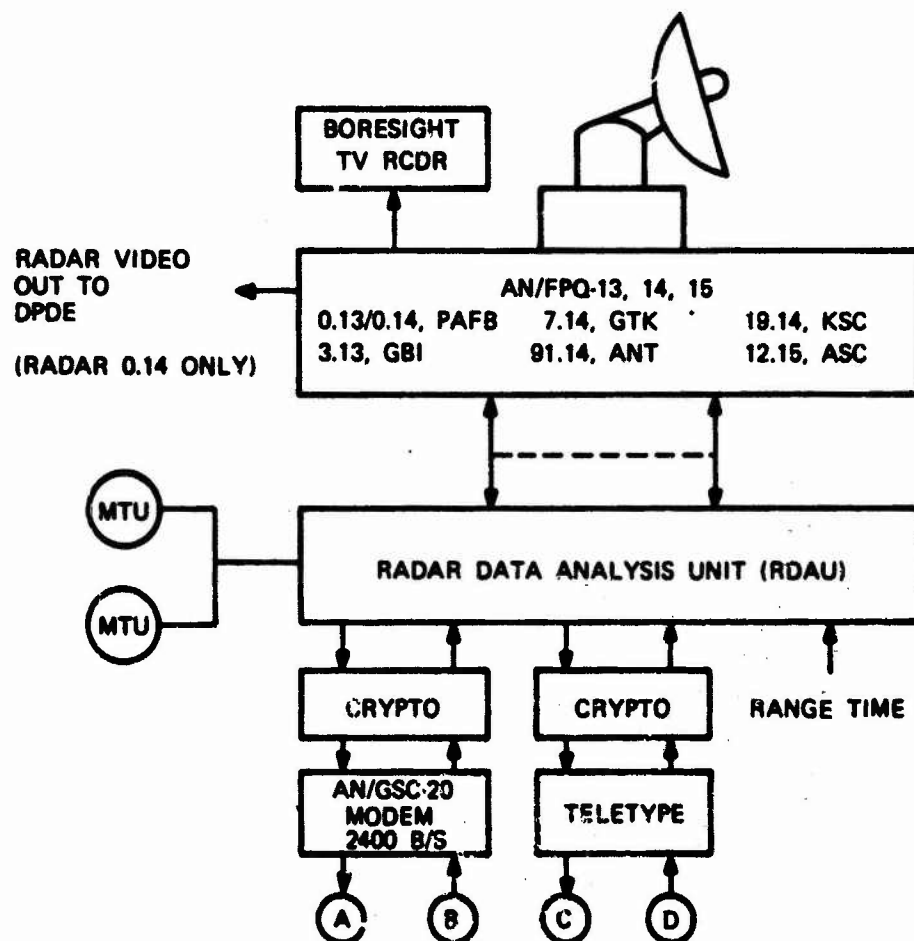 BORESIGHT
TV RCDR
RADAR VIDEO
OUT TO
DPDE
(RADAR 0.14 ONLY)
AN/FPQ-13, 14, 15
0.13/0.14, PAFB 7.14, GTK 19.14, KSC
3.13, GBI 91.14, ANT 12.15, ASC
MTU
MTU
RADAR DATA ANALYSIS UNIT (RDAU)
CRYPTO
CRYPTO
RANGE TIME
AN/GSC-20
MODEM
2400 B/S
TELETYPE
A
B
C
D